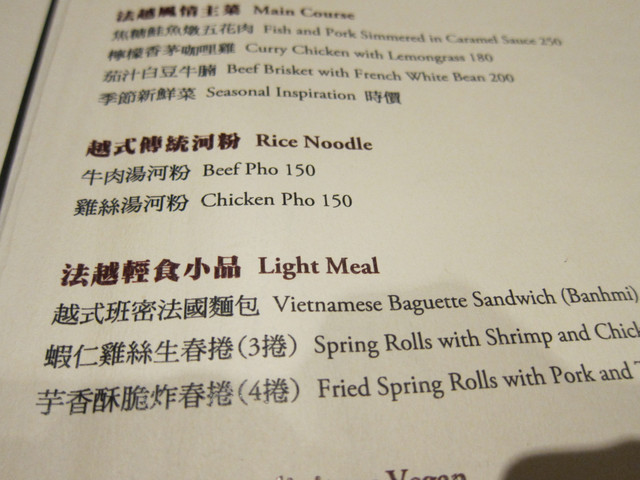 法越風情主菜 Main Course
焦糖鮭魚燉五花肉 Fish and Pork Simmered in Caramel Sauce 250
檸檬香茅咖哩雞 Curry Chicken with Lemongrass 180
茄汁白豆牛腩 Beef Brisket with French White Bean 200
季節新鮮菜 Seasonal Inspiration 時價
越式傳統河粉 Rice Noodle
牛肉湯河粉 Beef Pho 150
雞絲湯河粉 Chicken Pho 150
法越輕食小品 Light Meal
越式班密法國麵包 Vietnamese Baguette Sandwich (Banhmi)
蝦仁雞絲生春捲(3捲) Spring Rolls with Shrimp and Chick
芋香酥脆炸春捲(4捲) Fried Spring Rolls with Pork and
Vegan